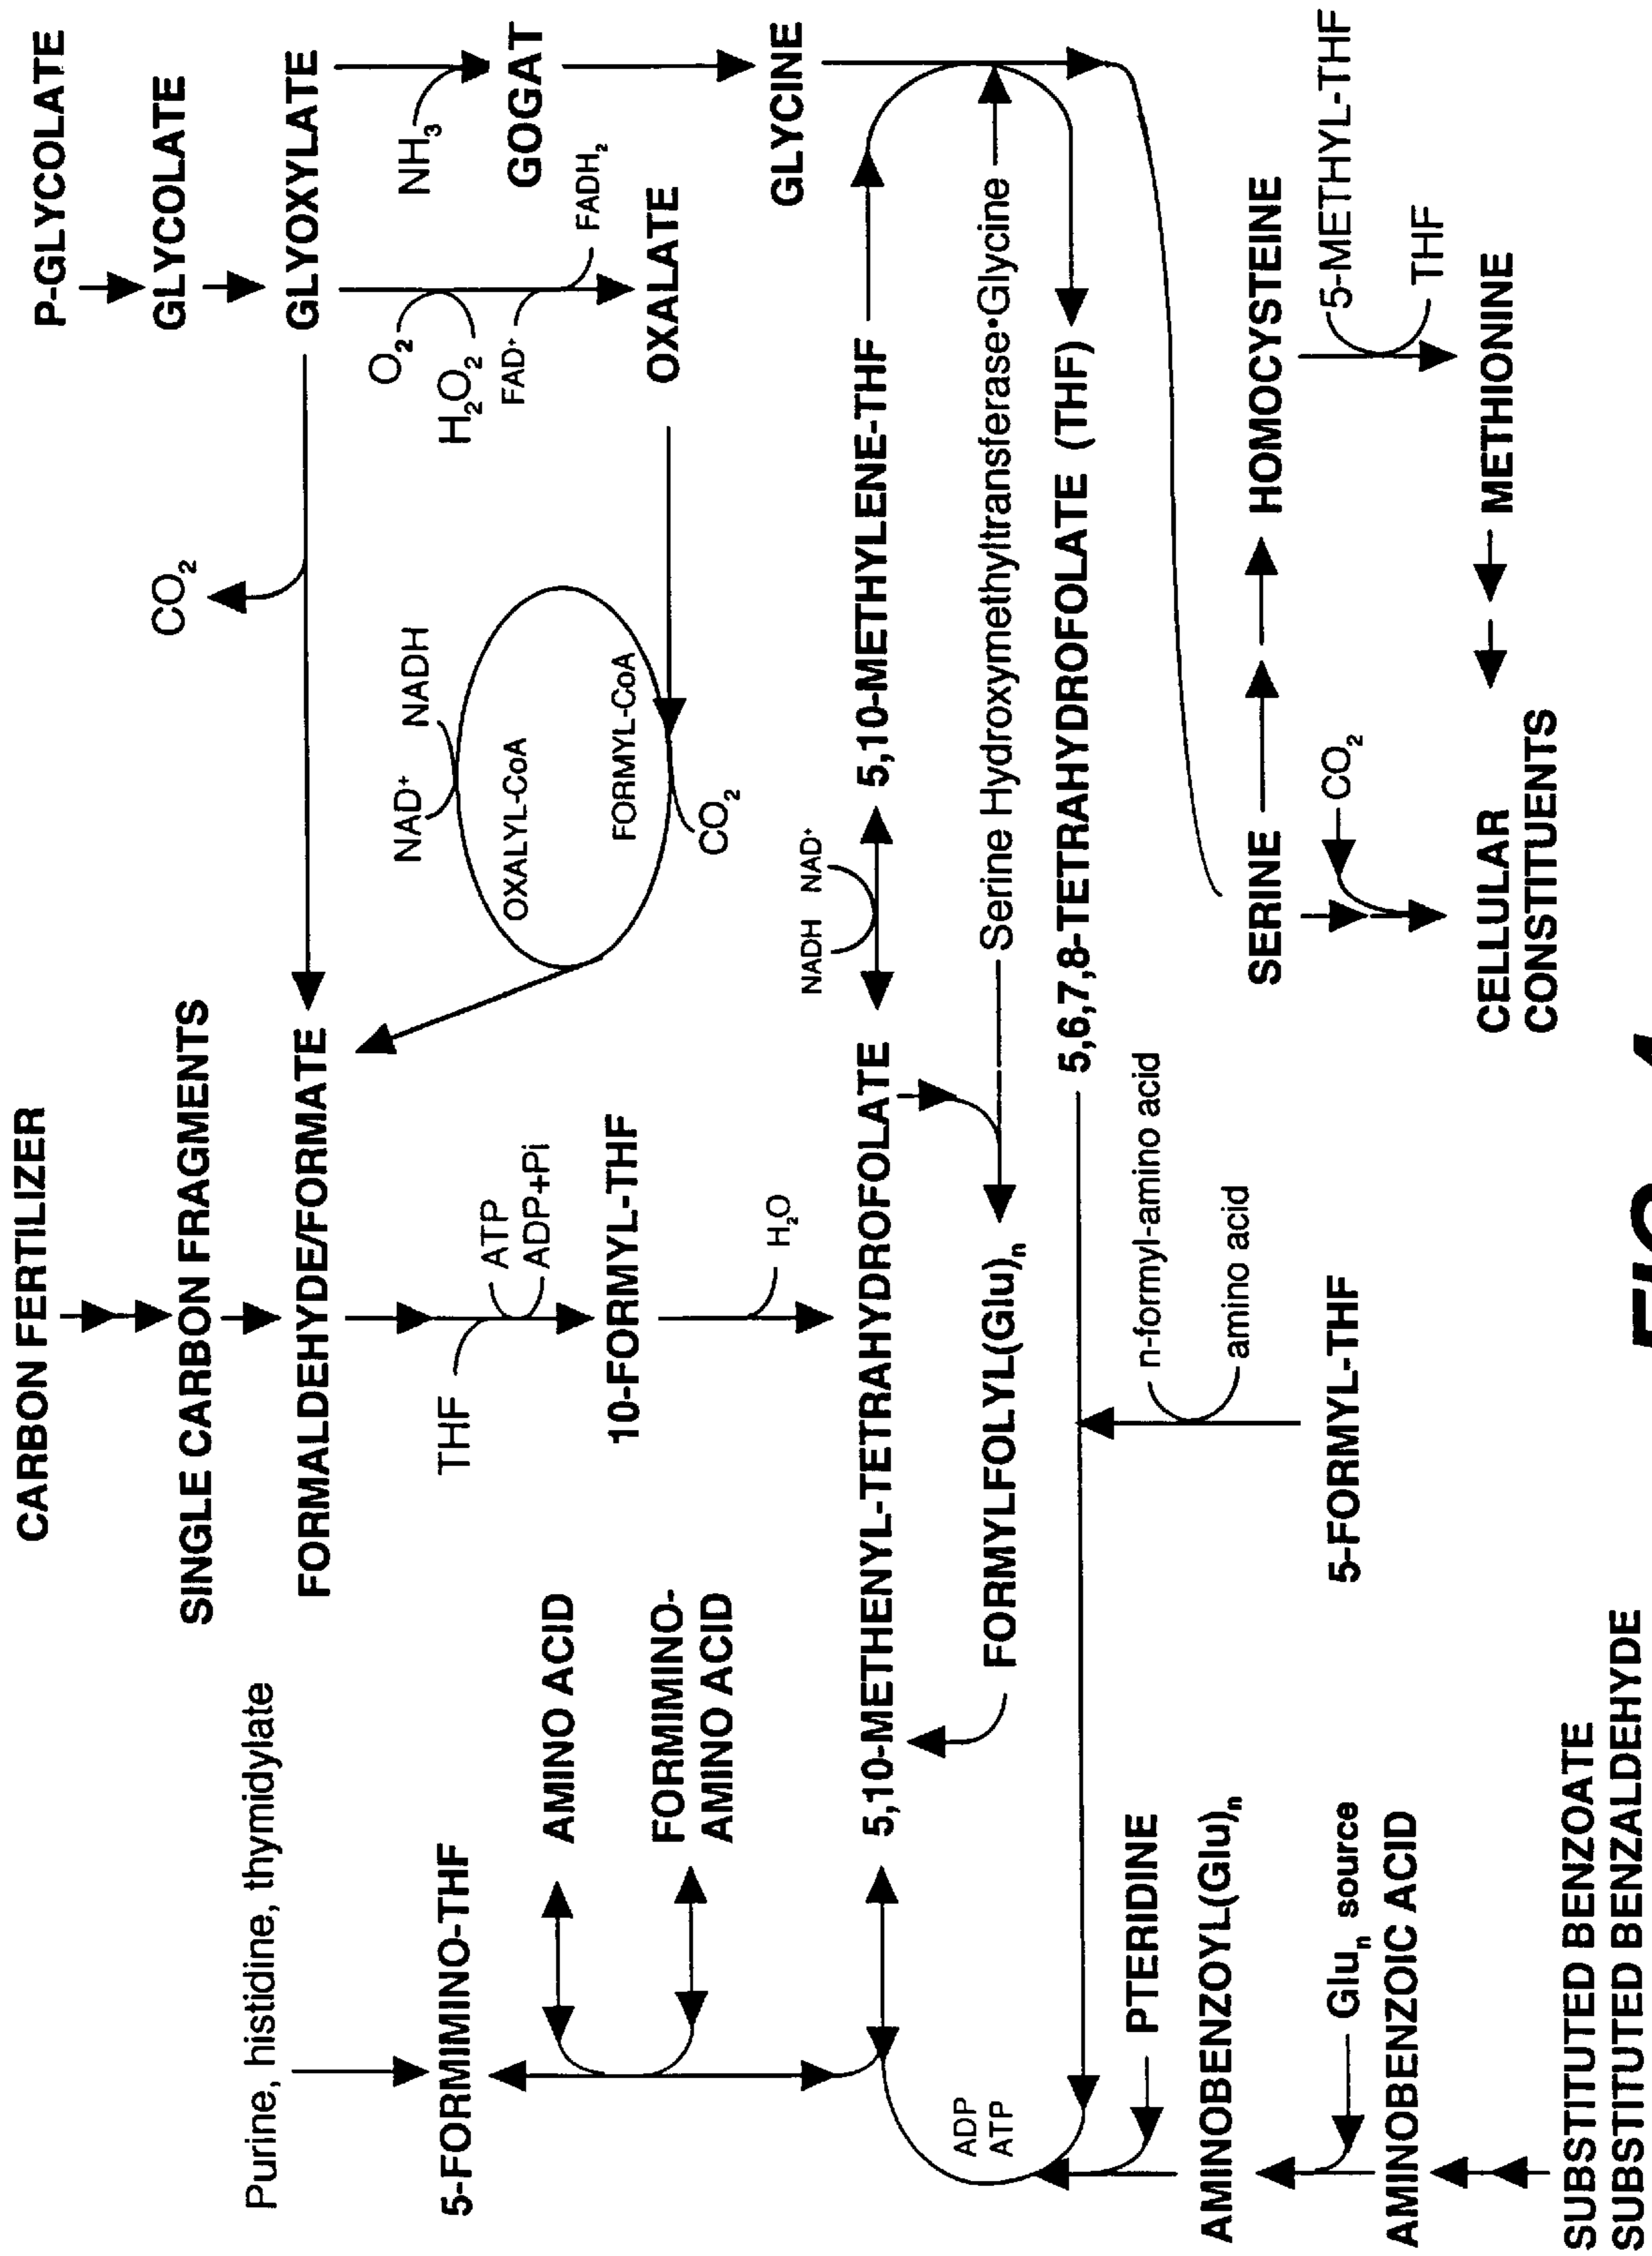 CARBON FERTILIZER
P-GLYCOLATE
SINGLE CARBON FRAGMENTS
CO2
GLYCOLATE
Purine, histidine, thymidylate
FORMALDEHYDE/FORMATE
GLYOXYLATE
O2
H2O2
FAD+
FADH2
NH3
GOGAT
NAD+
NADH
OXALYL-CoA
FORMYL-CoA
CO2
OXALATE
THF
ATP
ADP+Pi
5-FORMIMINO-THF
AMINO ACID
FORMIMINO-
AMINO ACID
10-FORMYL-THF
H2O
GLYCINE
NADH
NAD+
5,10-METHENYL-TETRAHYDROFOLATE
5,10-METHYLENE-THF
ADP
ATP
FORMYLFOLYL(Glu)n
Serine Hydroxymethyltransferase•Glycine
5,6,7,8-TETRAHYDROFOLATE (THF)
PTERIDINE
n-formyl-amino acid
amino acid
AMINOBENZOYL(Glu)n
SERINE
HOMOCYSTEINE
Glun source
5-FORMYL-THF
CO2
5-METHYL-THF
THF
AMINOBENZOIC ACID
CELLULAR
CONSTITUENTS
METHIONINE
SUBSTITUTED BENZOATE
SUBSTITUTED BENZALDEHYDE